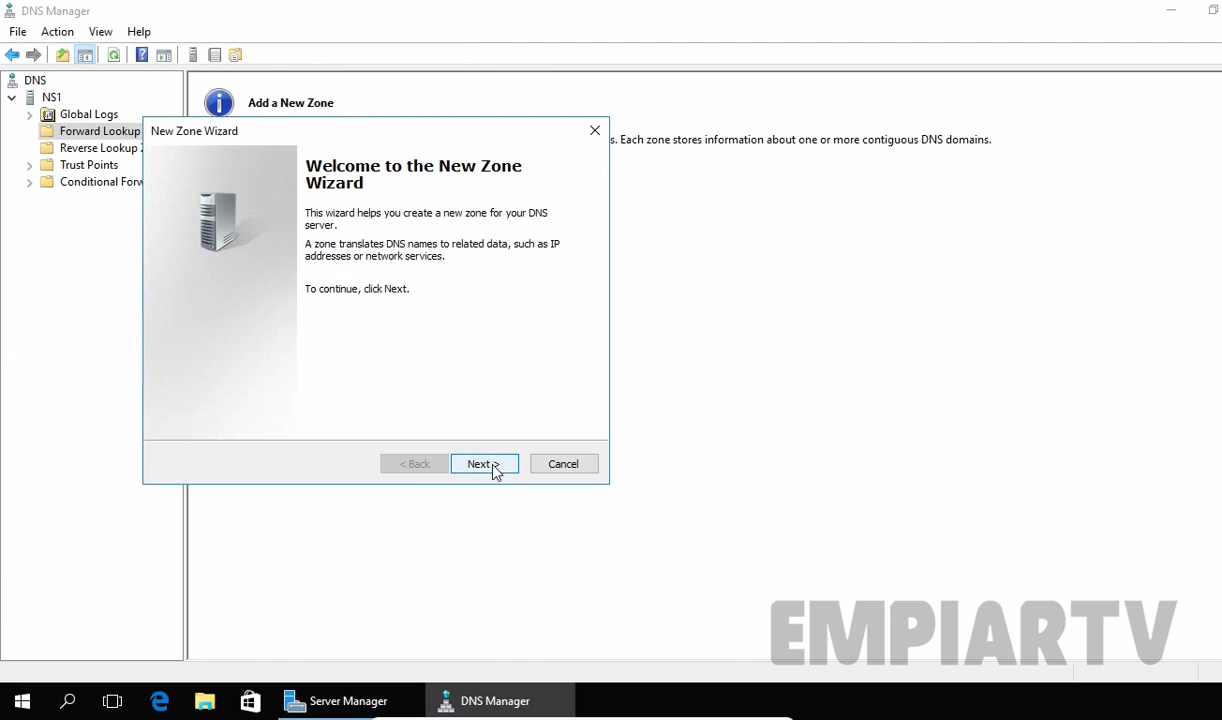 DNS Manager
File Action View Help
DNS
NS1
Global Logs
Forward Lookup
Reverse Lookup
Trust Points
Conditional Forw
Add a New Zone
s. Each zone stores information about one or more contiguous DNS domains.
New Zone Wizard
Welcome to the New Zone
Wizard
This wizard helps you create a new zone for your DNS
server.
A zone translates DNS names to related data, such as IP
addresses or network services.
To continue, click Next.
< Back Next > Cancel
EMPIARTV
Server Manager DNS Manager